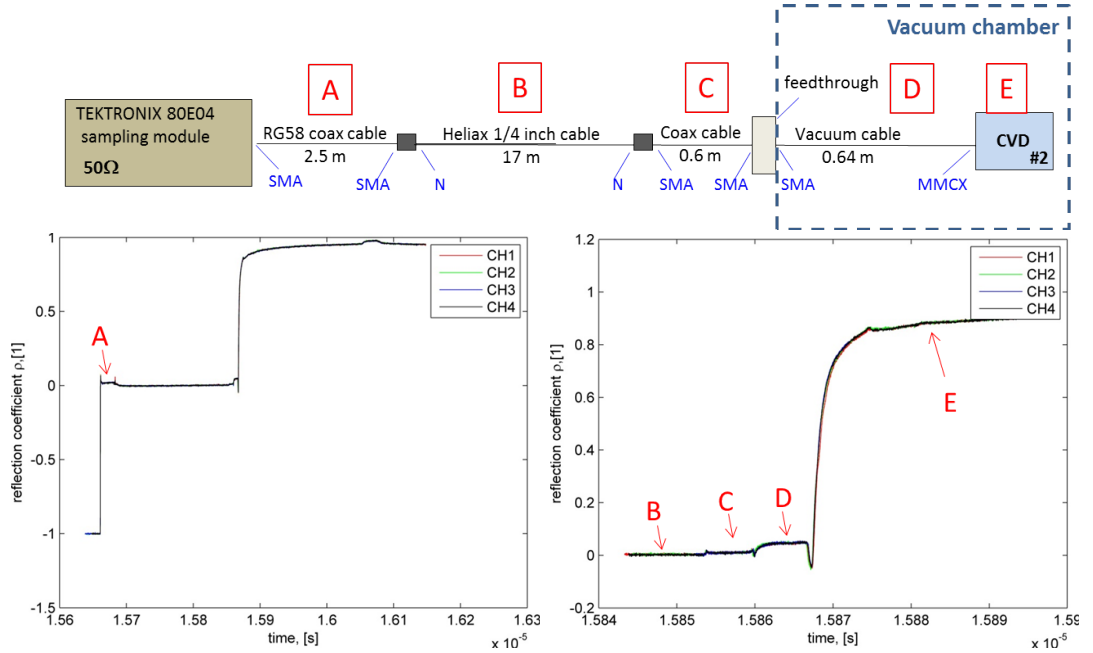 Vacuum chamber
A
B
C
D
E
feedthrough
TEKTRONIX 80E04
sampling module
50Ω
RG58 coax cable
2.5 m
Heliax 1/4 inch cable
17 m
Coax cable
0.6 m
Vacuum cable
0.64 m
CVD
#2
SMA
SMA
N
N
SMA
SMA
SMA
MMCX
1
0.5
0
-0.5
-1
-1.5
reflection coefficient ρ,[1]
A
CH1
CH2
CH3
CH4
1.56
1.57
1.58
1.59
1.6
1.61
1.62
1.63
time, [s]
x 10⁻⁵
1.2
1
0.8
0.6
0.4
0.2
0
-0.2
reflection coefficient ρ,[1]
B
C
D
E
CH1
CH2
CH3
CH4
1.584
1.585
1.586
1.587
1.588
1.589
time, [s]
x 10⁻⁵